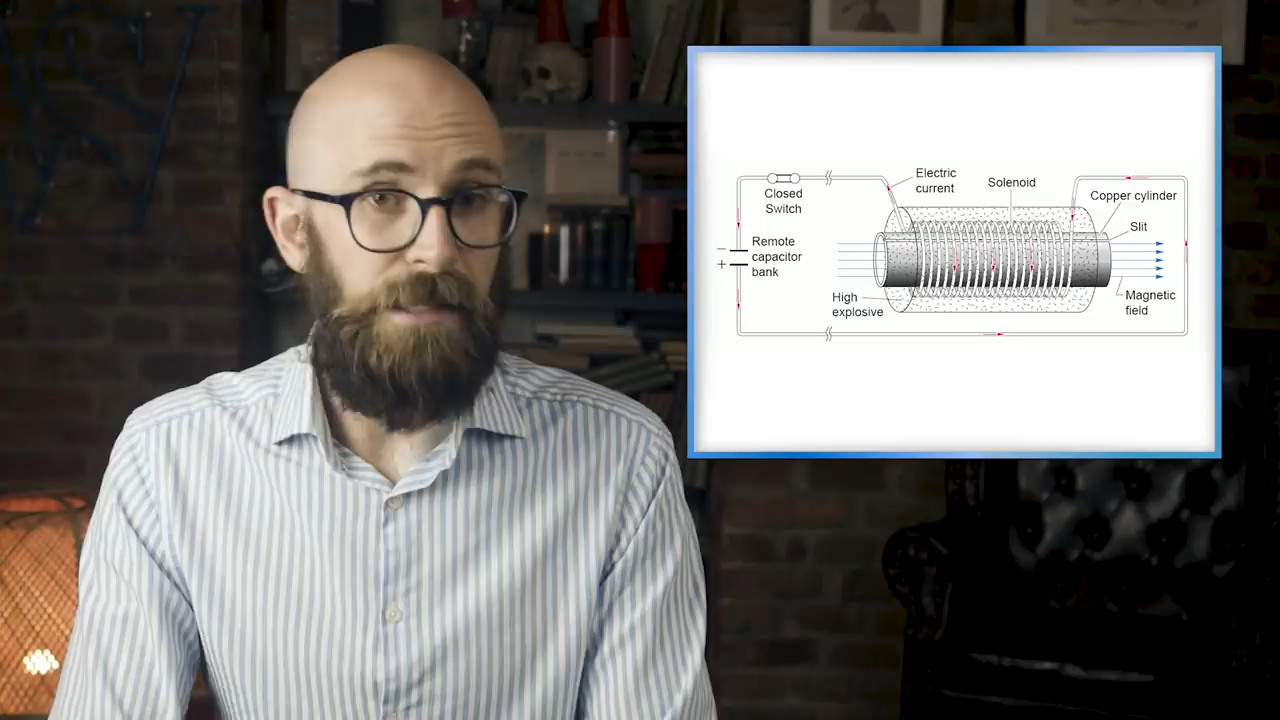 Electric
current
Solenoid
Closed
Switch
Copper cylinder
Slit
Remote
capacitor
bank
−
+
High
explosive
Magnetic
field